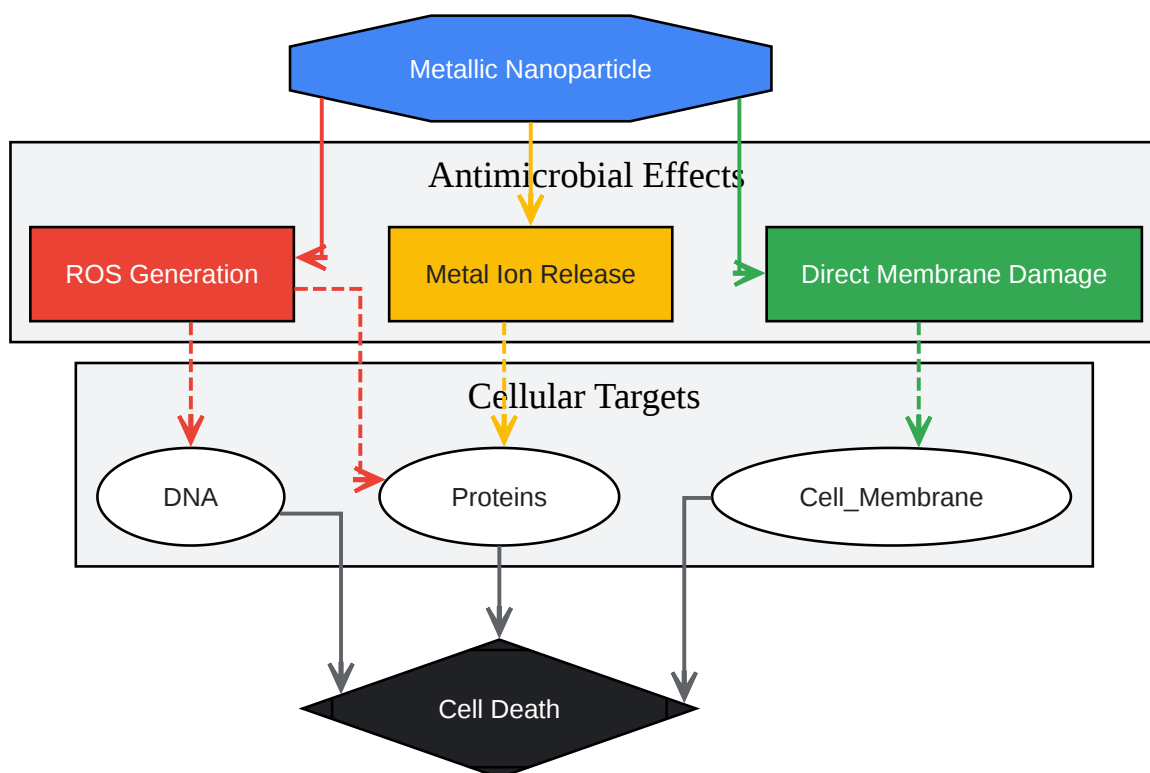 Metallic Nanoparticle
Antimicrobial Effects
ROS Generation
Metal Ion Release
Direct Membrane Damage
Cellular Targets
DNA
Proteins
Cell_Membrane
Cell Death